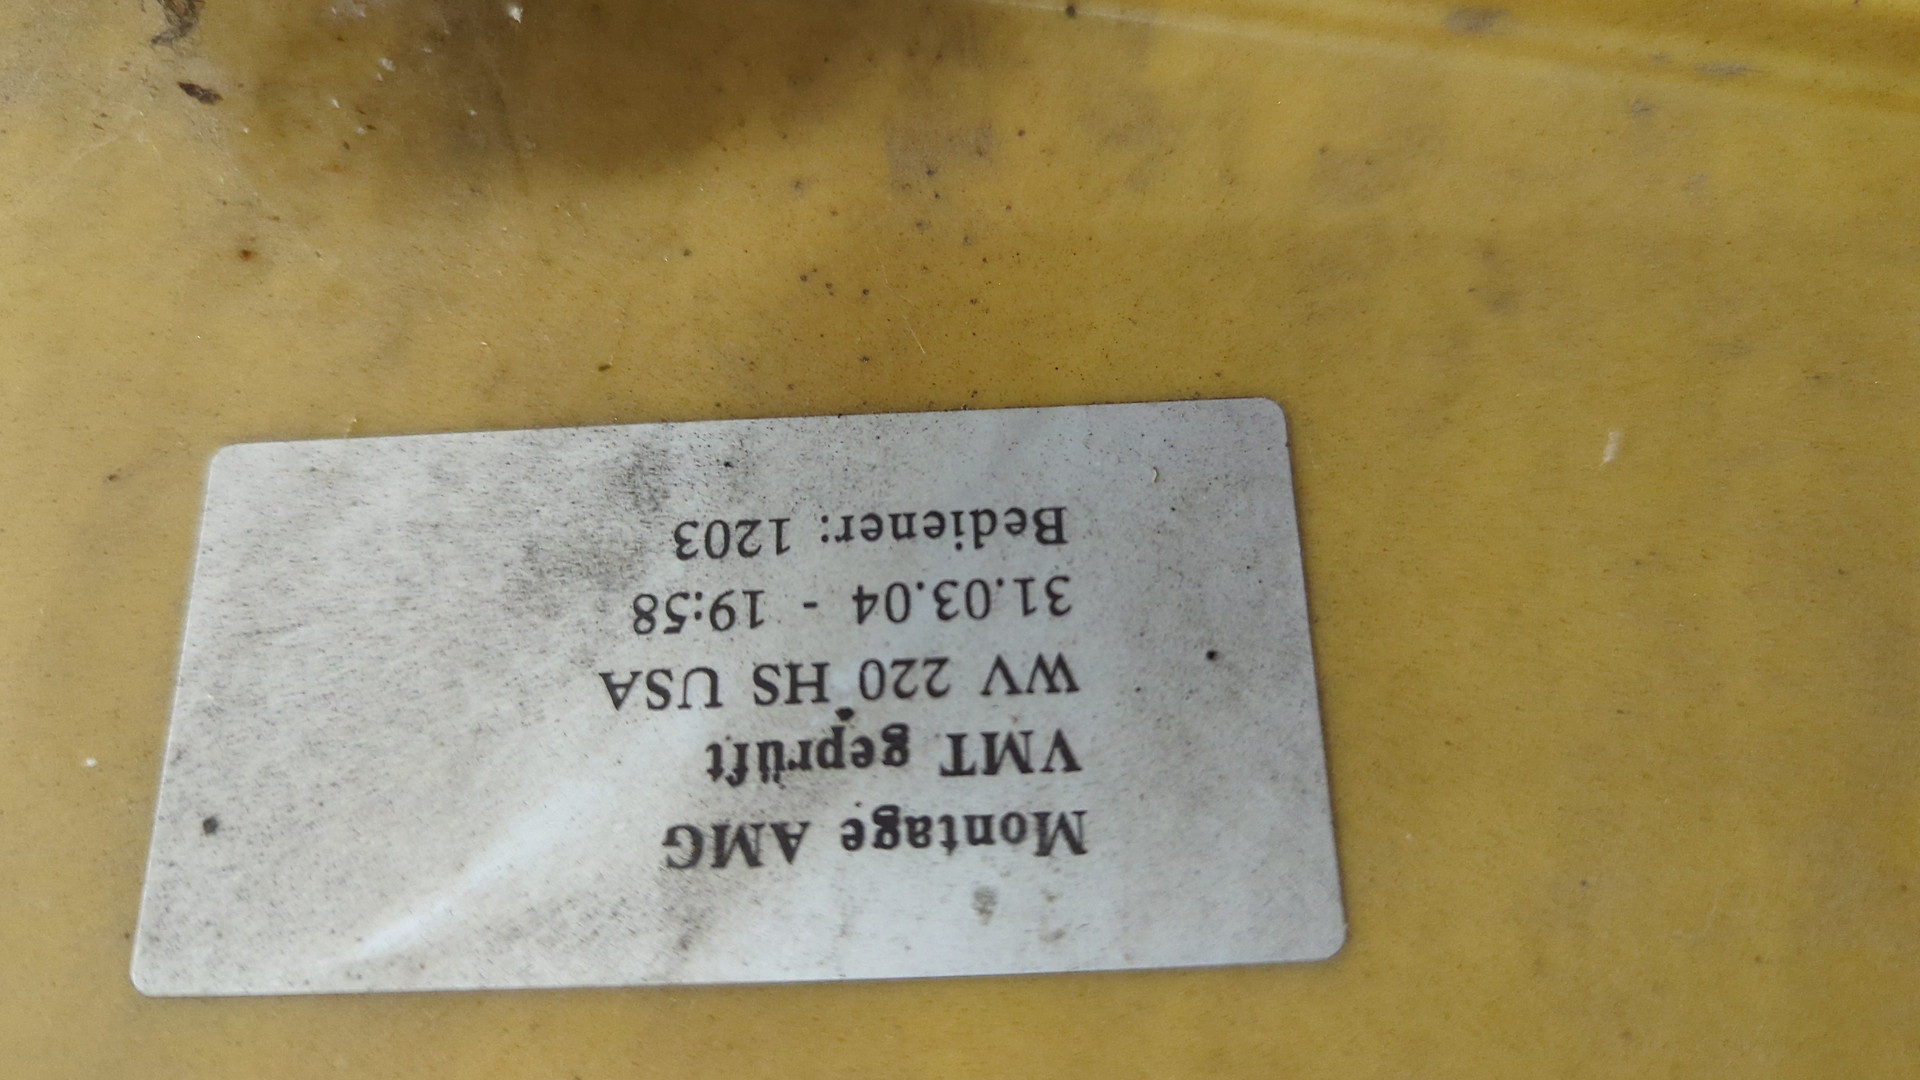 Montage AMG
VMT geprüft
WV 220 HS USA
31.03.04 - 19:58
Bediener: 1203